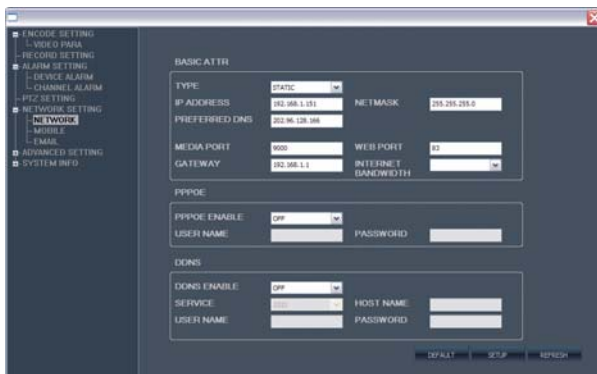 ENCODE SETTING
VIDEO PARA
RECORD SETTING
ALARM SETTING
DEVICE ALARM
CHANNEL ALARM
PTZ SETTING
NETWORK SETTING
NETWORK
MOBILE
EMAIL
ADVANCED SETTING
SYSTEM INFO
BASIC ATTR
TYPE STATIC
IP ADDRESS 192.168.1.151 NETMASK 255.255.255.0
PREFERRED DNS 202.96.128.166
MEDIA PORT 9000 WEB PORT 83
GATEWAY 192.168.1.1 INTERNET BANDWIDTH
PPPOE
PPPOE ENABLE OFF
USER NAME PASSWORD
DDNS
DDNS ENABLE OFF
SERVICE HOST NAME
USER NAME PASSWORD
DEFAULT SETUP REFRESH